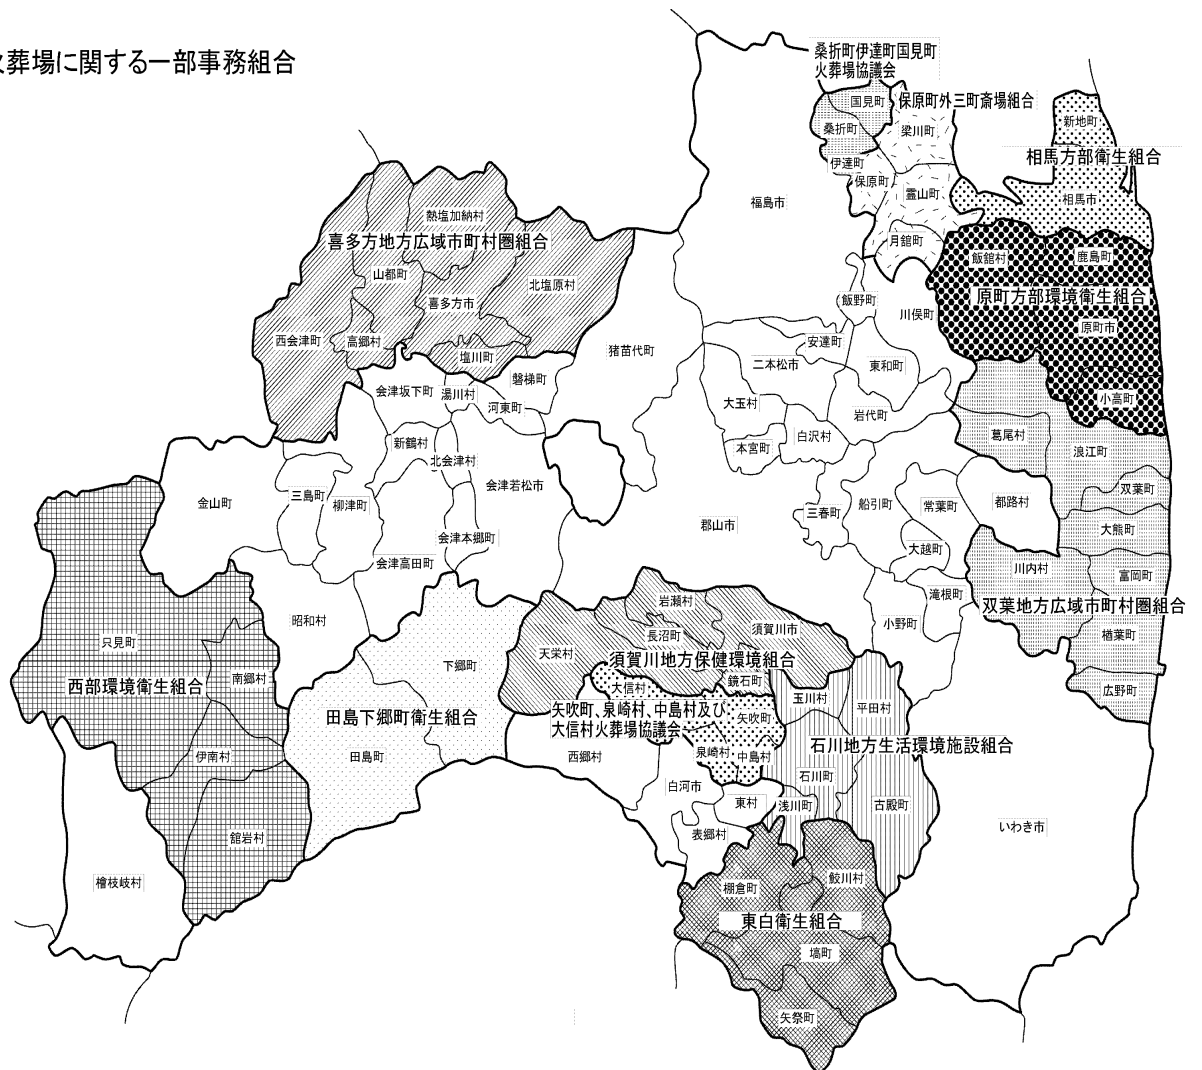 火葬場に関する一部事務組合
桑折町伊達町国見町
火葬場協議会
国見町
保原町外三町斎場組合
桑折町
梁川町
新地町
伊達町
相馬方部衛生組合
保原町
霊山町
相馬市
福島市
月舘町
熱塩加納村
喜多方地方広域市町村圏組合
飯舘村
鹿島町
山都町
北塩原村
喜多方市
飯野町
原町方部環境衛生組合
川俣町
原町市
西会津町
高郷村
塩川町
猪苗代町
安達町
二本松市
東和町
磐梯町
会津坂下町
湯川村
河東町
大玉村
岩代町
小高町
新鶴村
本宮町
白沢村
葛尾村
浪江町
北会津村
会津若松市
双葉町
金山町
三島町
柳津町
三春町
船引町
常葉町
都路村
郡山市
大熊町
会津本郷町
会津高田町
大越町
川内村
富岡町
滝根町
双葉地方広域市町村圏組合
昭和村
岩瀬村
小野町
須賀川市
長沼町
楢葉町
只見町
天栄村
須賀川地方保健環境組合
下郷町
南郷村
西部環境衛生組合
鏡石町
大信村
広野町
玉川村
平田村
矢吹町、泉崎村、中島村及び
大信村火葬場協議会
矢吹町
田島下郷町衛生組合
石川地方生活環境施設組合
伊南村
田島町
西郷村
泉崎村
中島村
石川町
白河市
東村
浅川町
古殿町
いわき市
舘岩村
表郷村
檜枝岐村
棚倉町
鮫川村
東白衛生組合
塙町
矢祭町